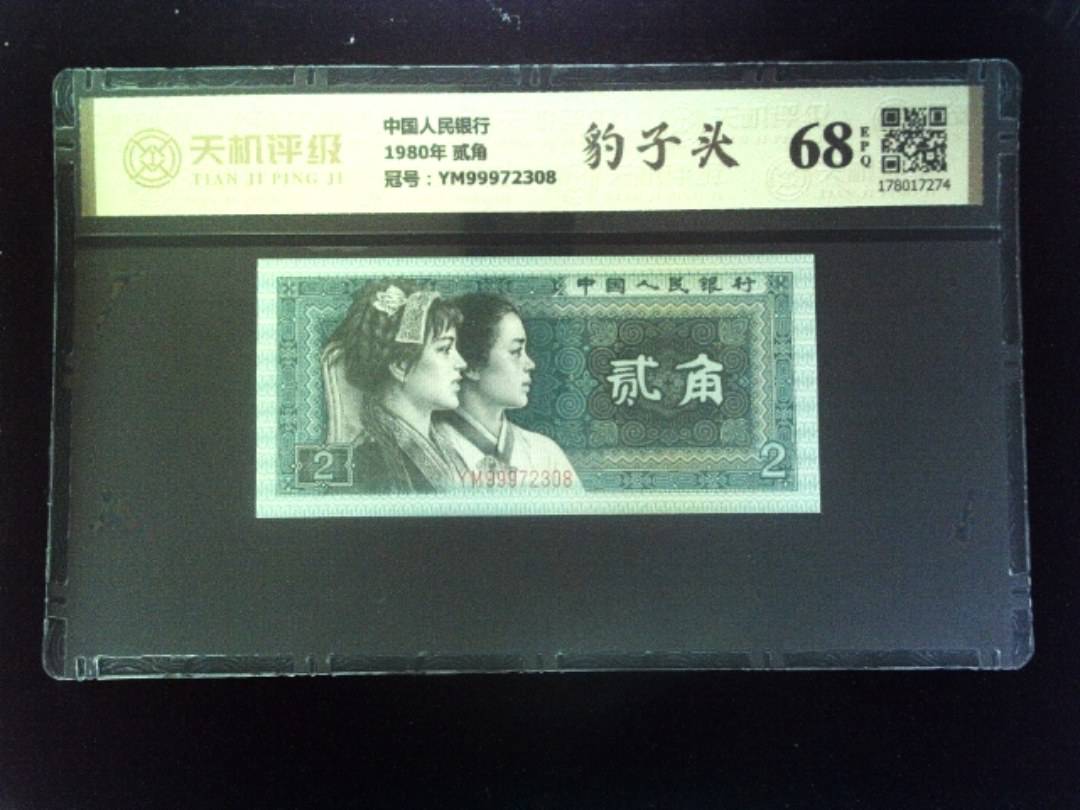 天机评级
TIAN JI PING JI
中国人民银行
1980年 贰角
冠号：YM99972308
豹子头
68
EPQ
178017274
中国人民银行
贰角
2
2
YM99972308